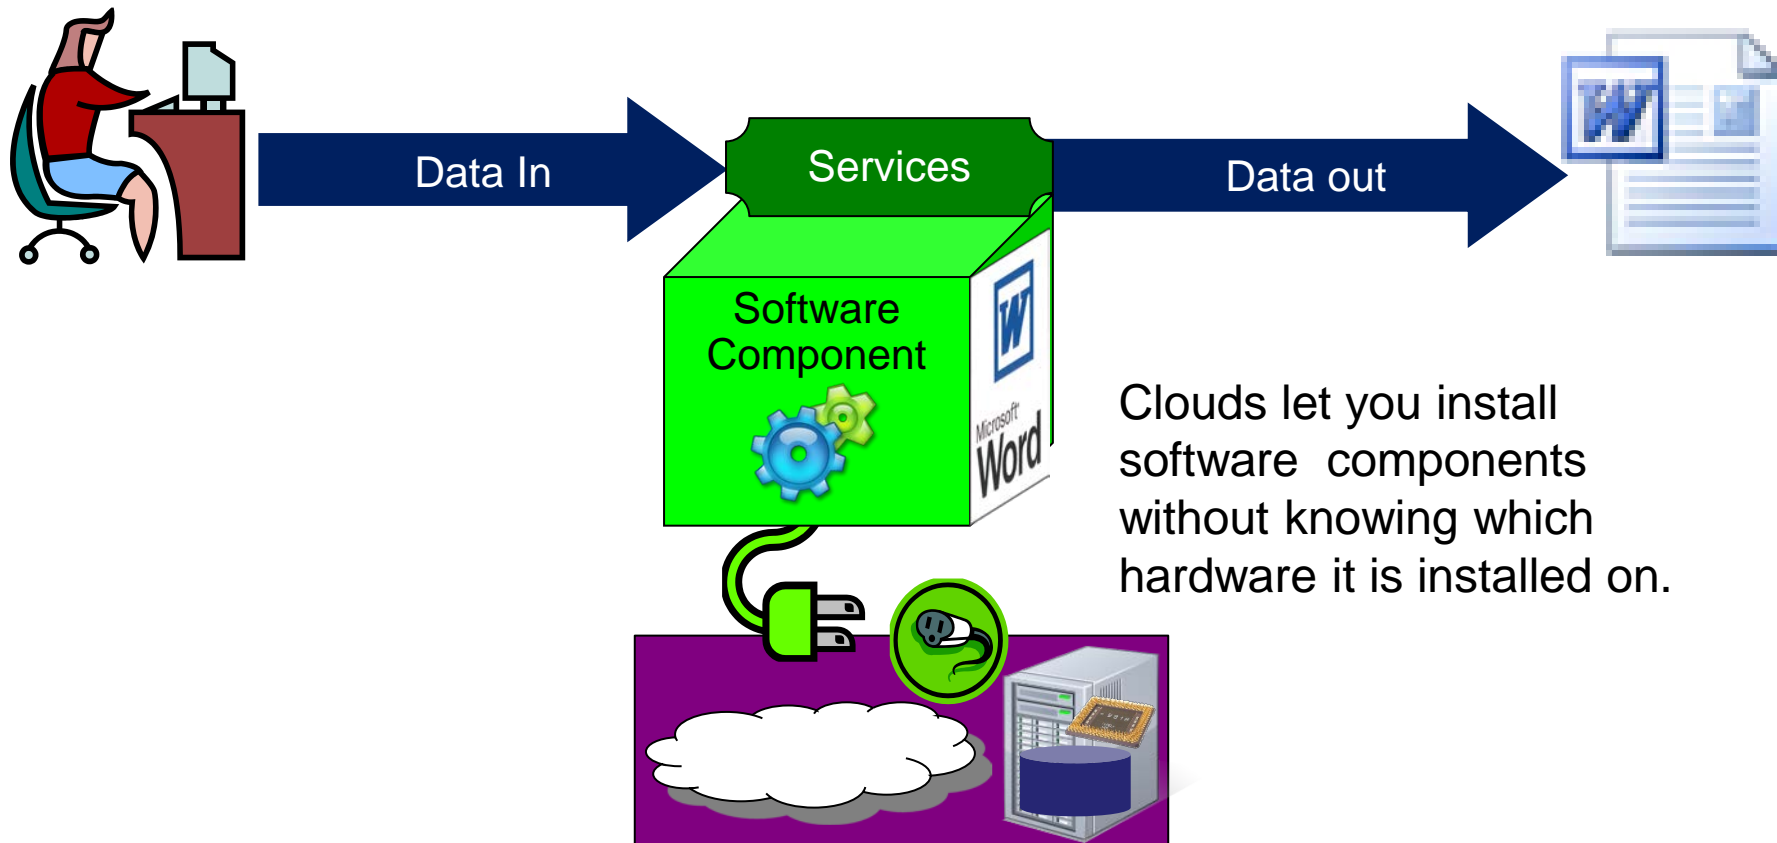 Data In
Services
Data out
Software
Component
W
W
Microsoft
Word
Clouds let you install
software components
without knowing which
hardware it is installed on.